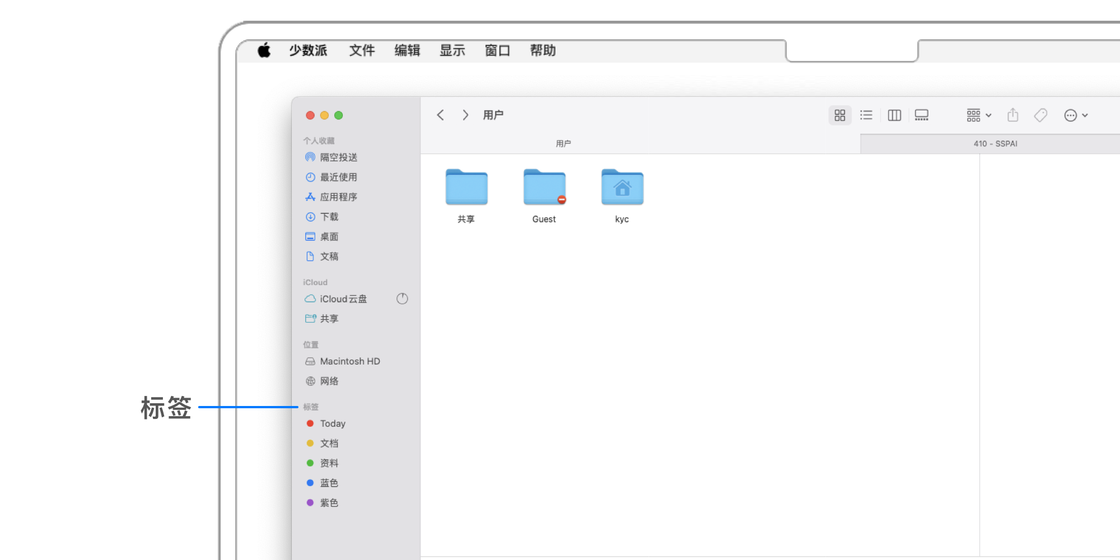 少数派 文件 编辑 显示 窗口 帮助
用户
用户
410 - SSPAI
个人收藏
隔空投送
最近使用
应用程序
下载
桌面
文稿
iCloud
iCloud云盘
共享
位置
Macintosh HD
网络
标签
Today
文档
资料
蓝色
紫色
共享
Guest
kyc
标签